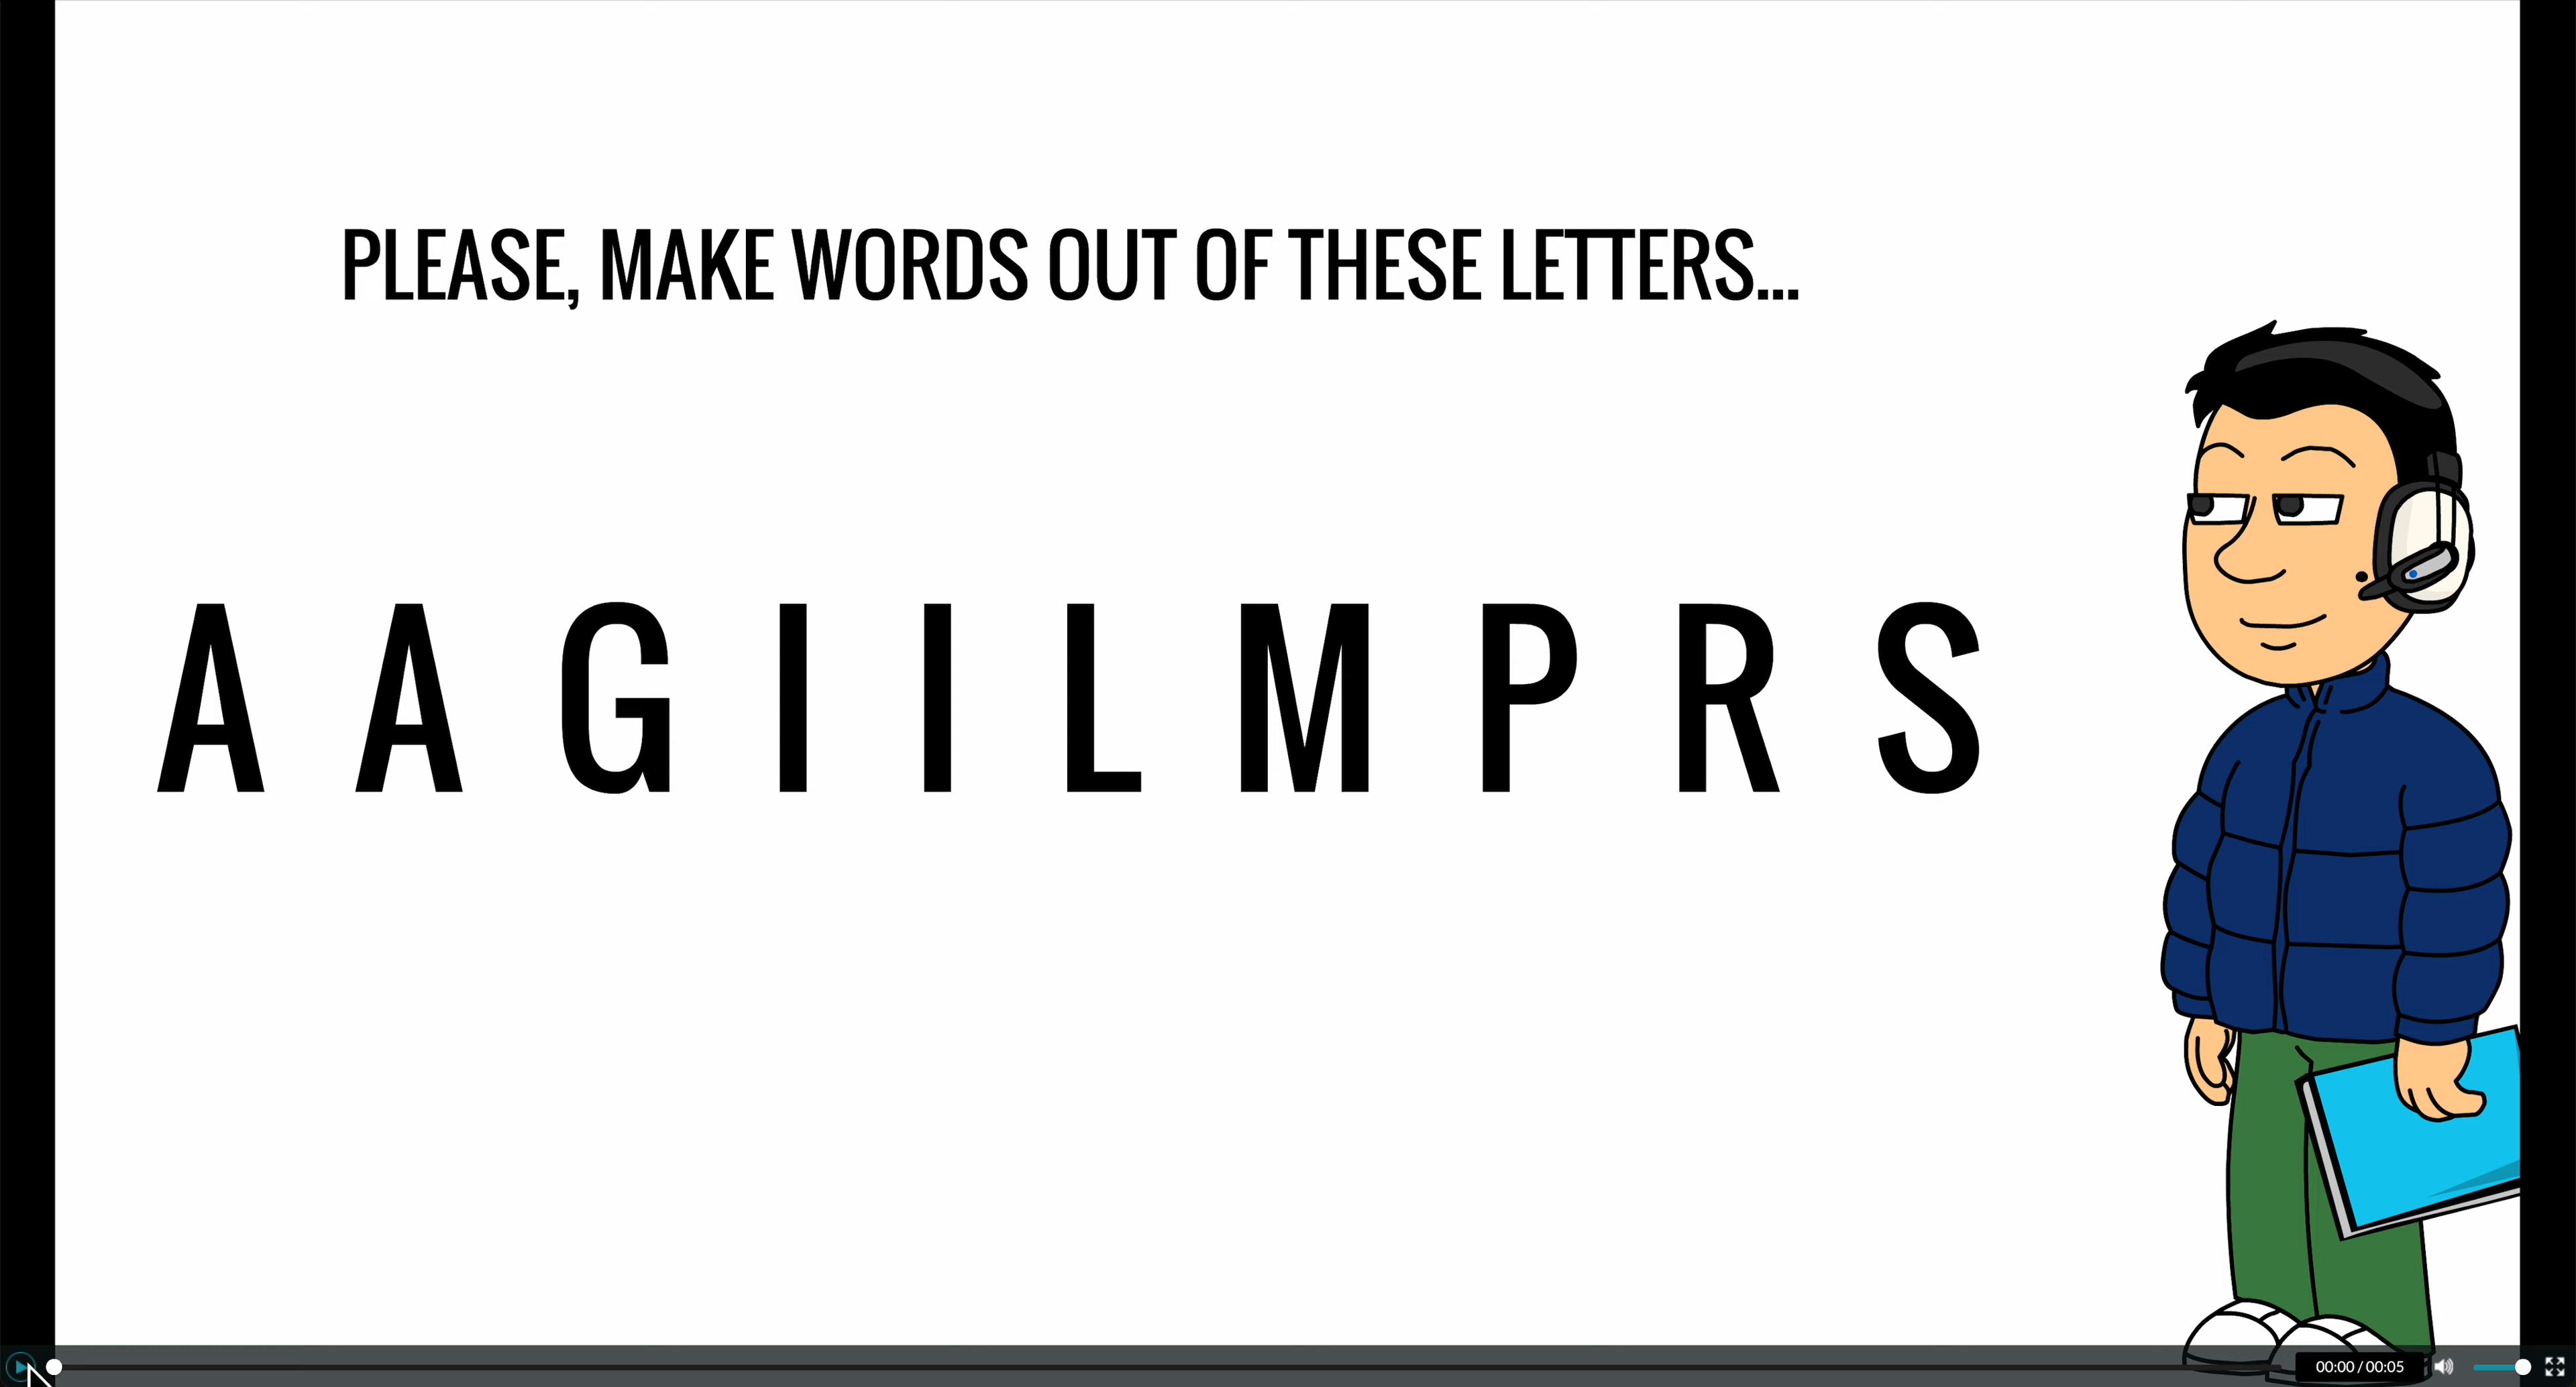 PLEASE, MAKE WORDS OUT OF THESE LETTERS...
A A G I I L M P R S
00:00 / 00:05